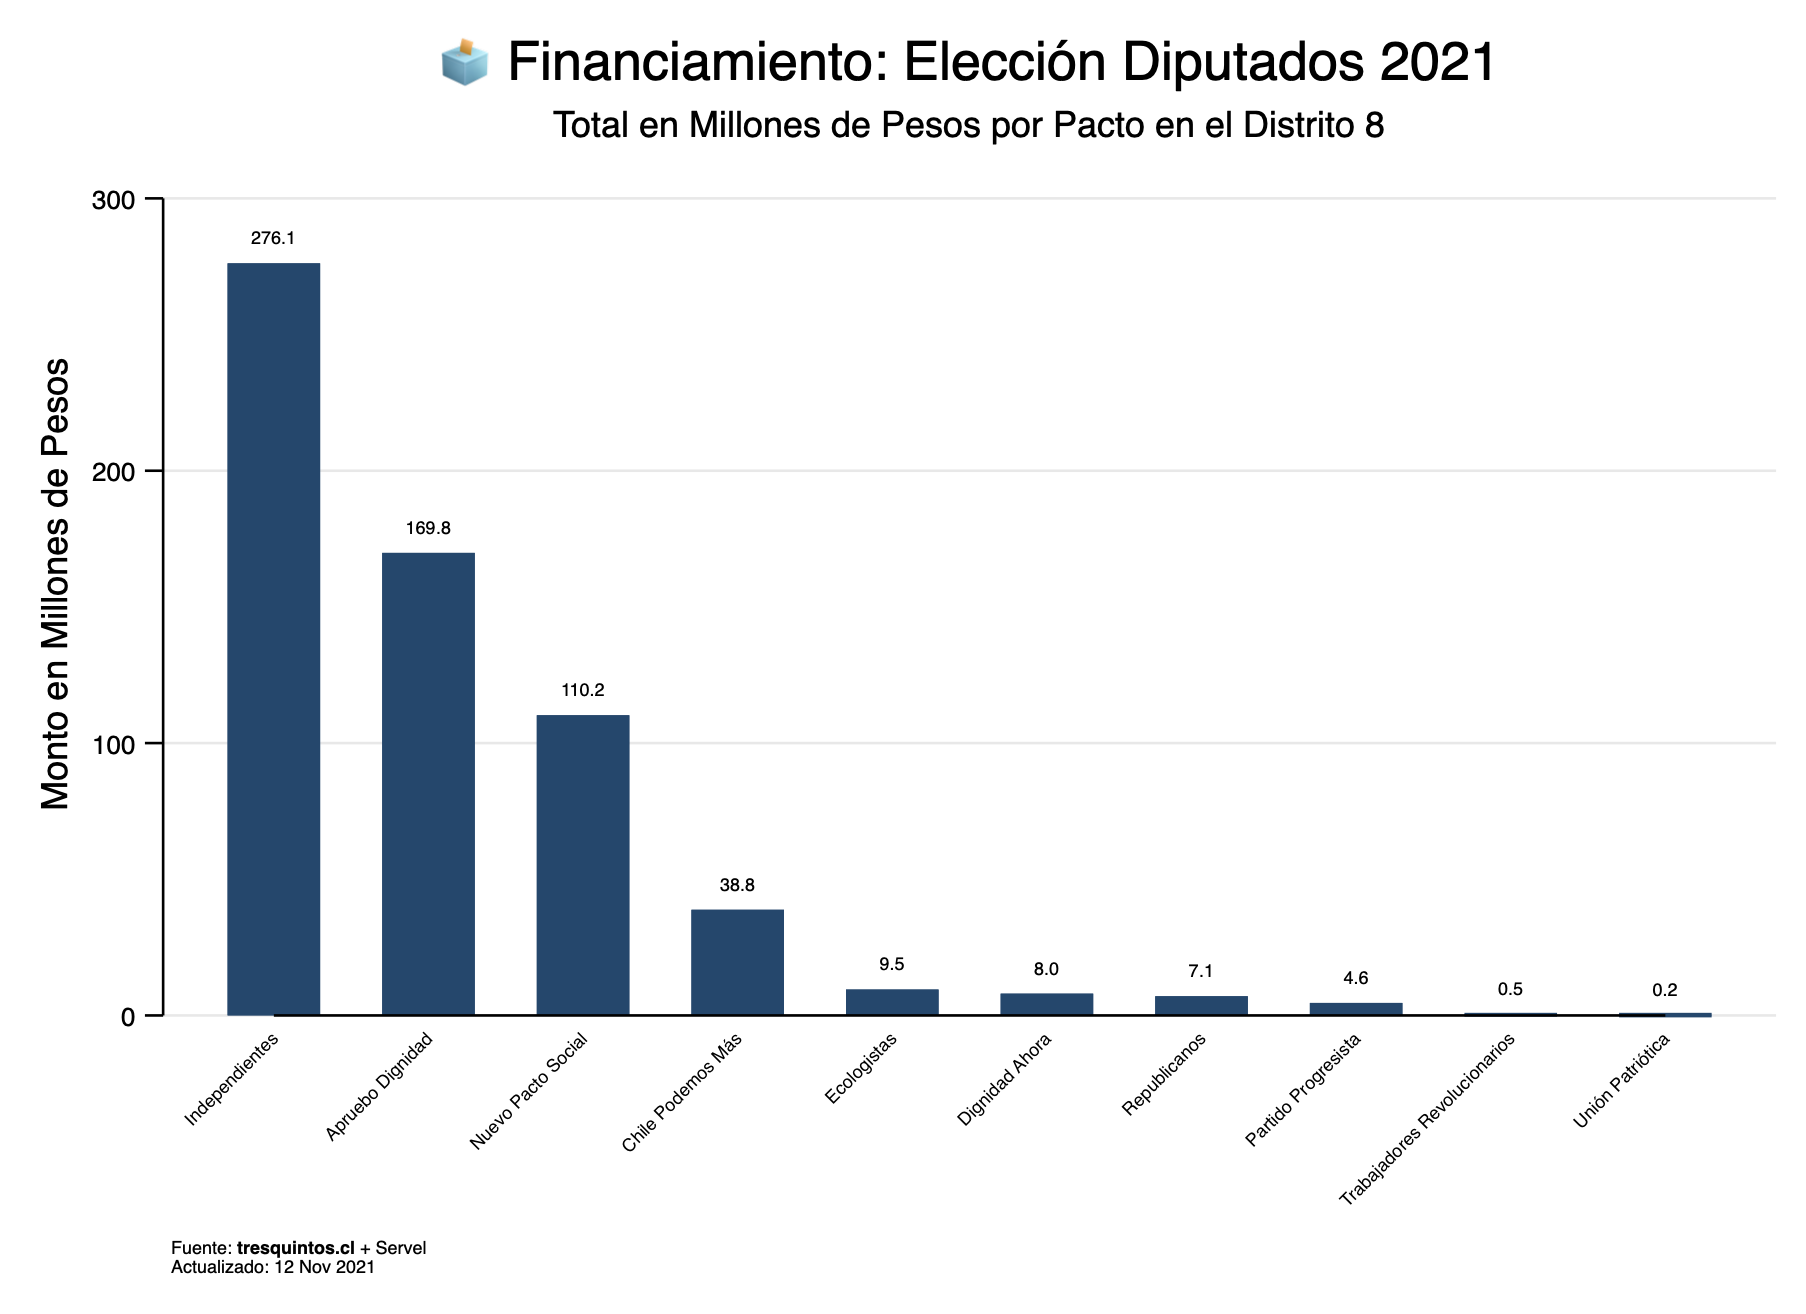 Financiamiento: Elección Diputados 2021
Total en Millones de Pesos por Pacto en el Distrito 8
Monto en Millones de Pesos
300
200
100
0
276.1
169.8
110.2
38.8
9.5
8.0
7.1
4.6
0.5
0.2
Independientes
Apruebo Dignidad
Nuevo Pacto Social
Chile Podemos Más
Ecologistas
Dignidad Ahora
Republicanos
Partido Progresista
Trabajadores Revolucionarios
Unión Patriótica
Fuente: tresquintos.cl + Servel
Actualizado: 12 Nov 2021